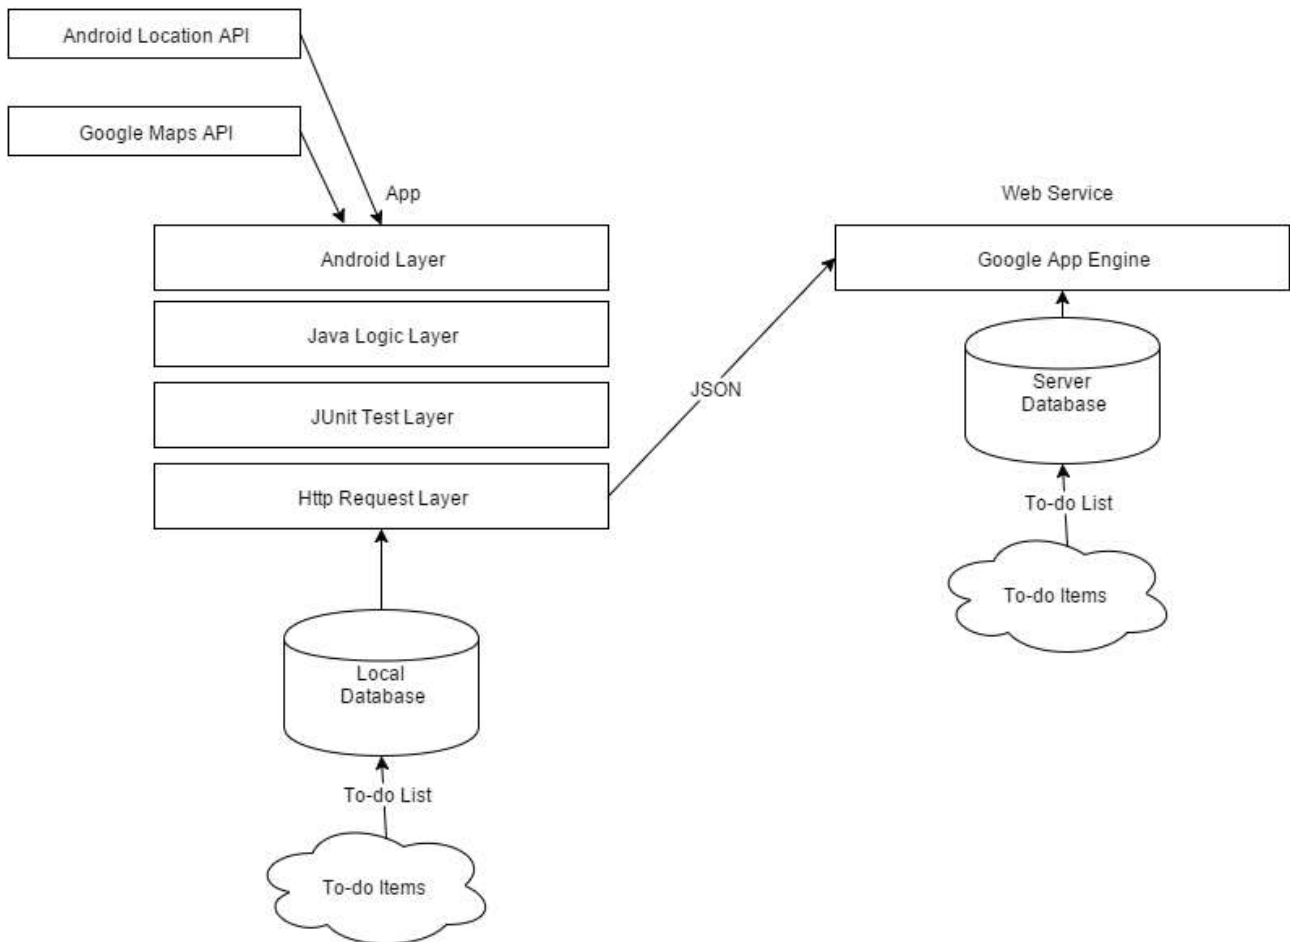 Android Location API
Google Maps API
App
Web Service
Android Layer
Google App Engine
Java Logic Layer
Server
Database
JSON
JUnit Test Layer
Http Request Layer
To-do List
To-do Items
Local
Database
To-do List
To-do Items